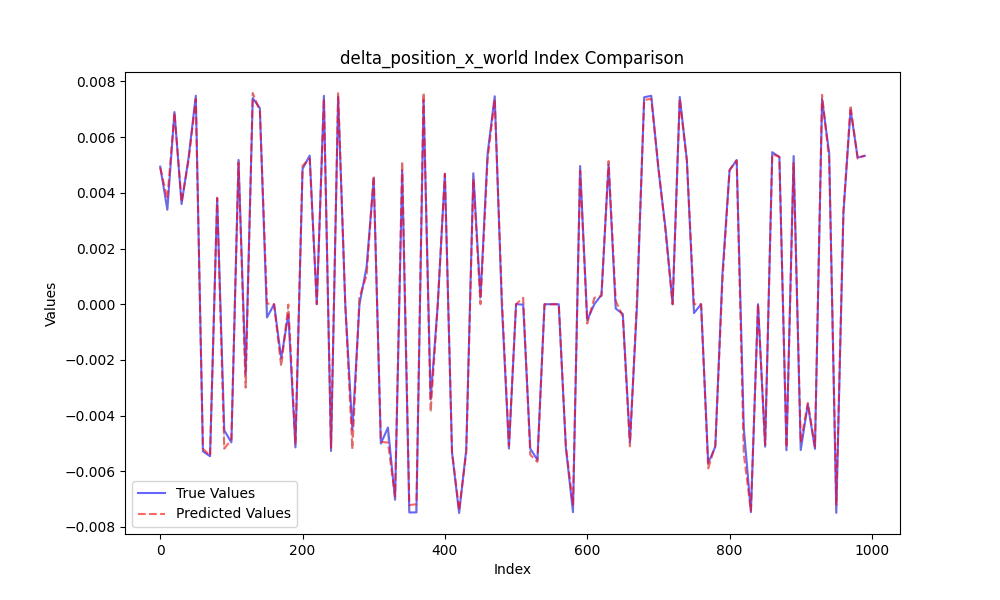 delta_position_x_world Index Comparison
0.008
0.006
0.004
0.002
0.000
−0.002
−0.004
−0.006
−0.008
Values
True Values
Predicted Values
0 200 400 600 800 1000
Index